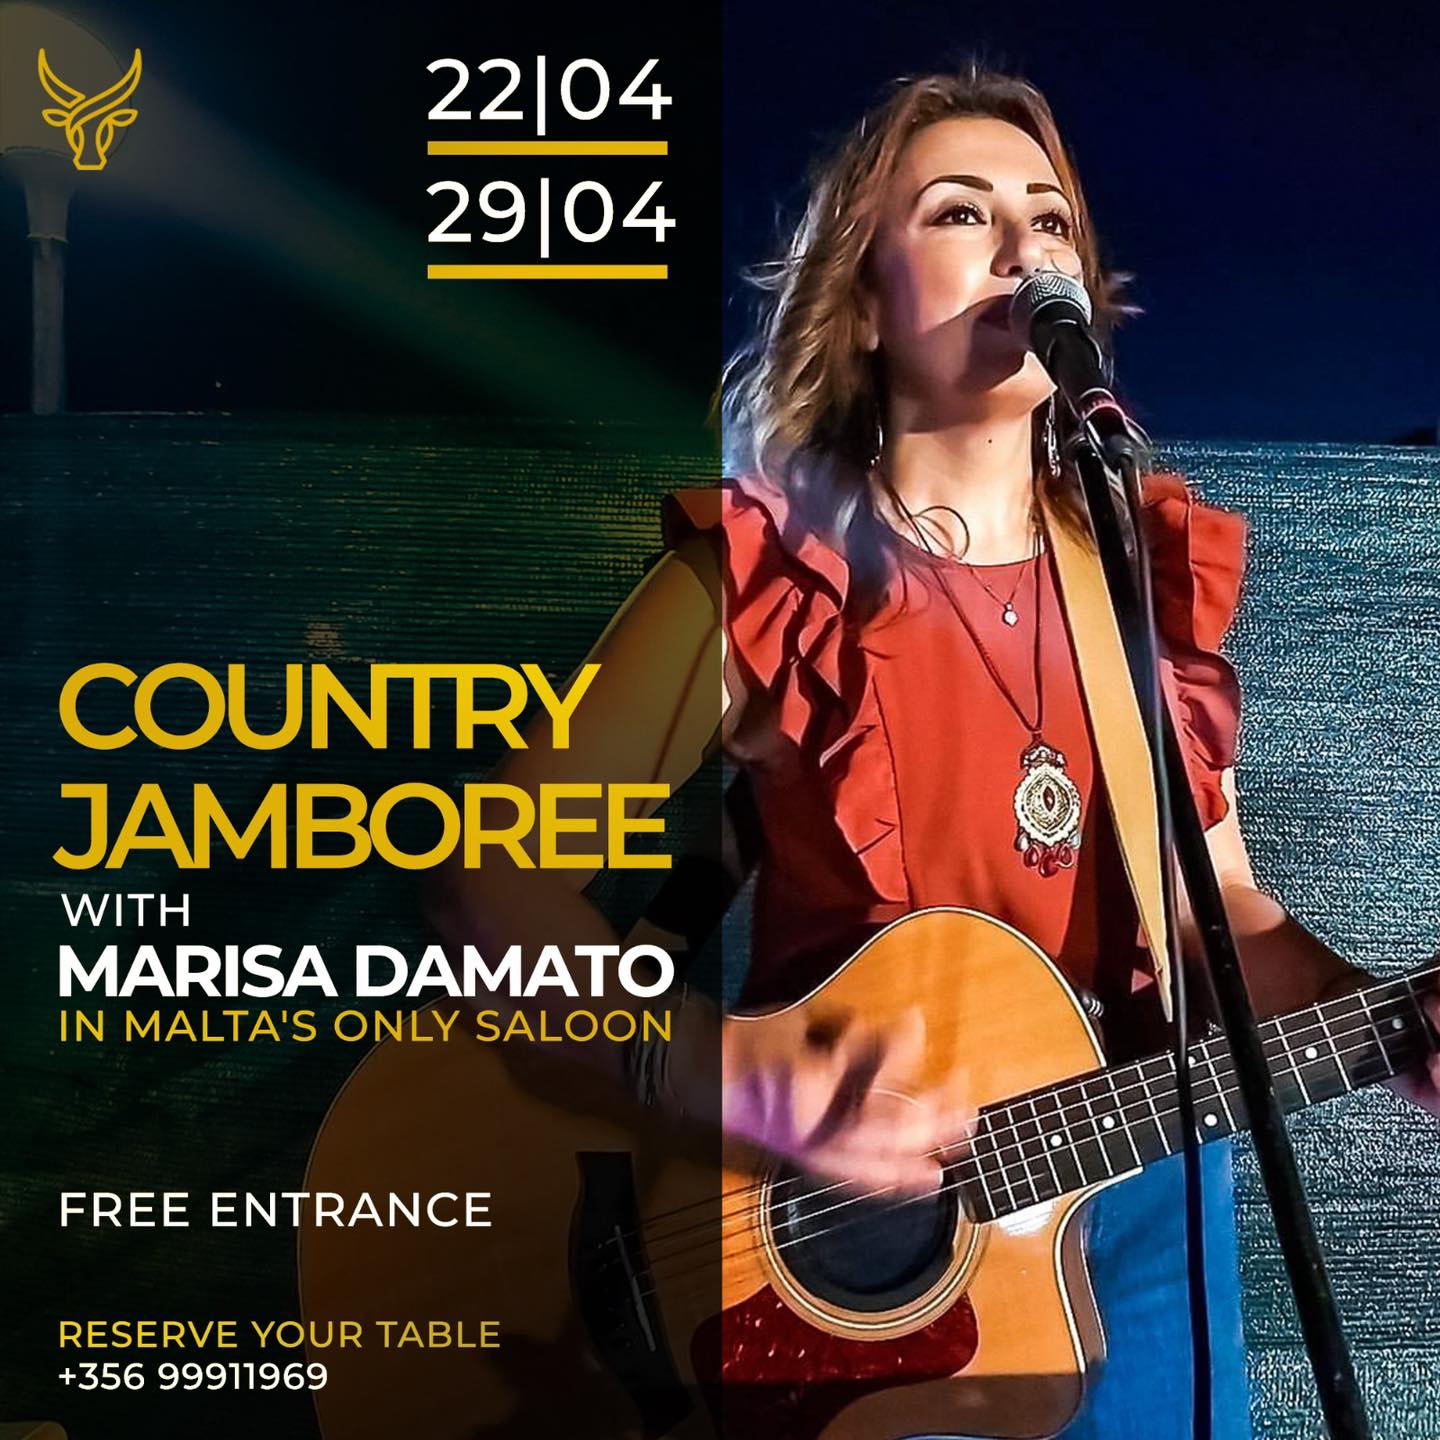 22|04
29|04
COUNTRY
JAMBOREE
WITH
MARISA DAMATO
IN MALTA'S ONLY SALOON
FREE ENTRANCE
RESERVE YOUR TABLE
+356 99911969